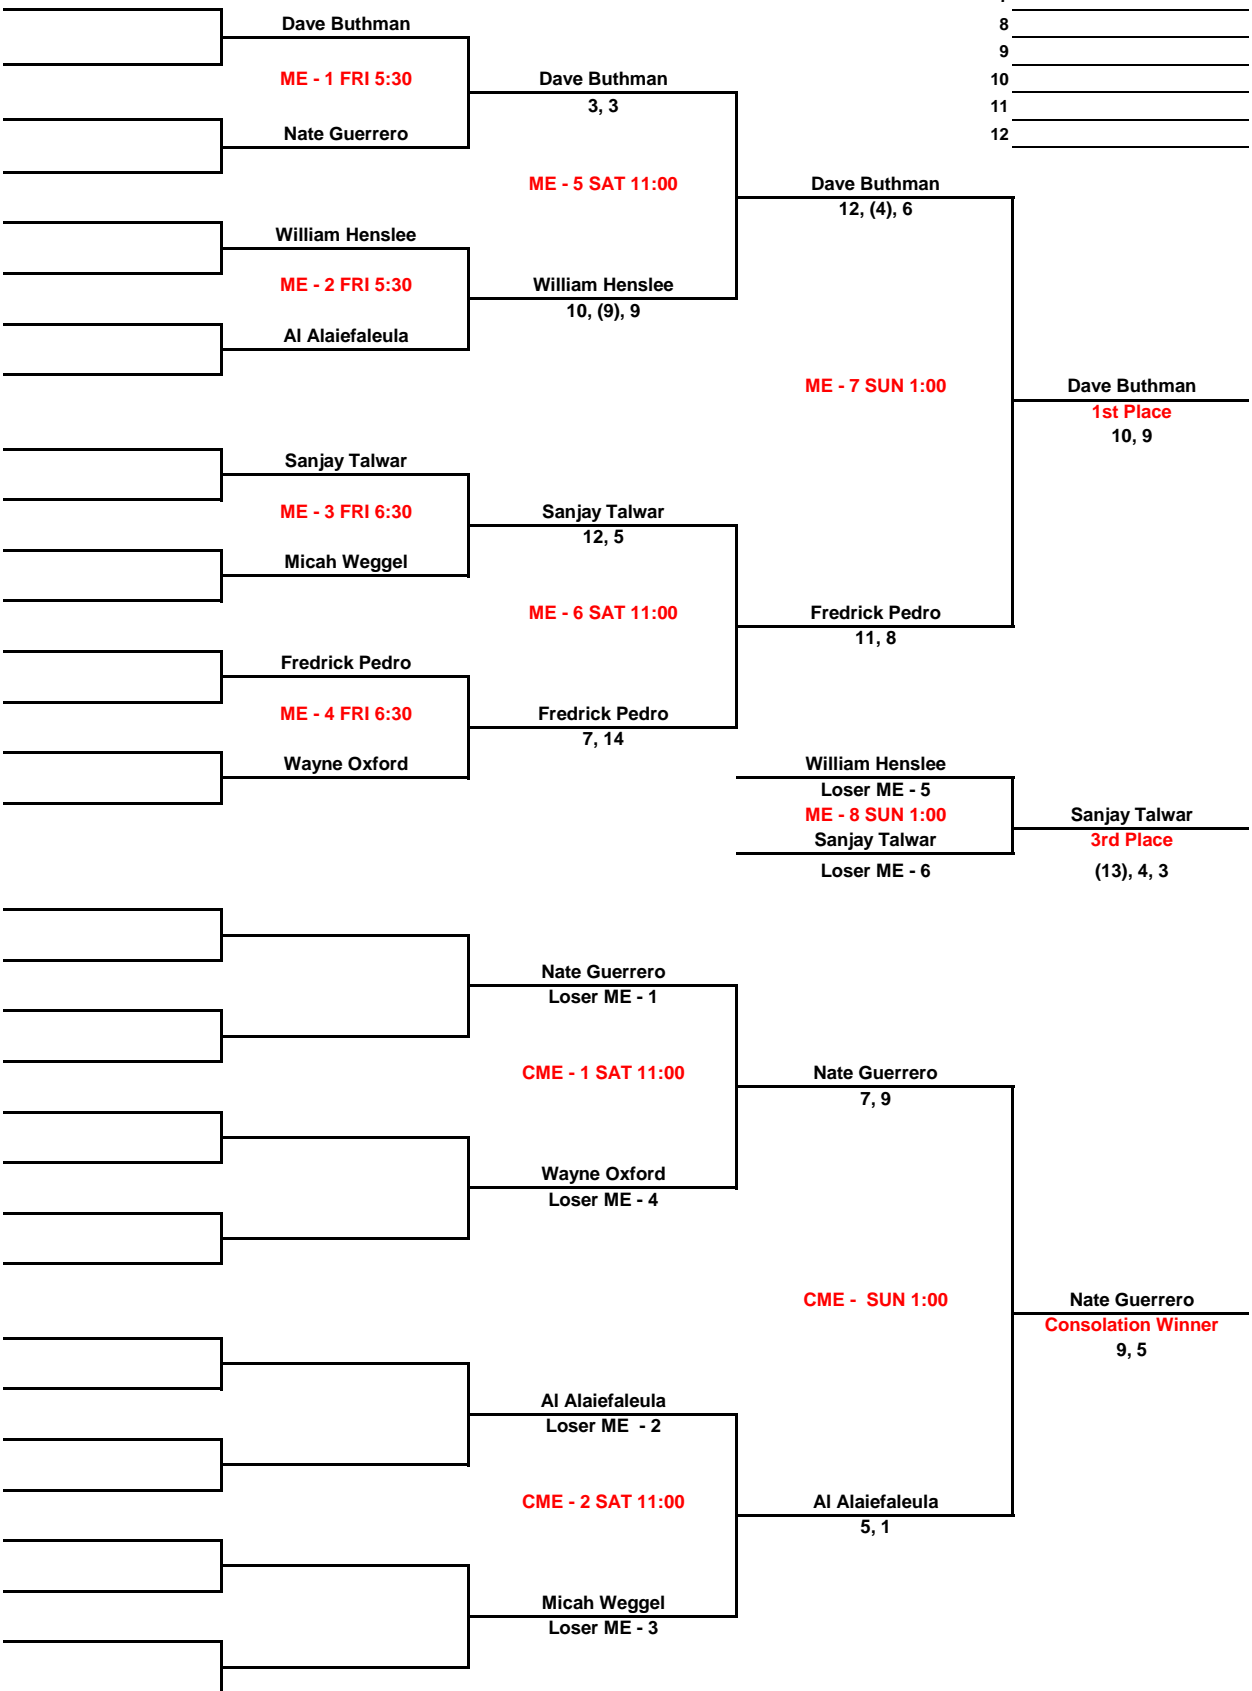 8
9
10
11
12
Dave Buthman
ME - 1 FRI 5:30
Nate Guerrero
William Henslee
ME - 2 FRI 5:30
Al Alaiefaleula
Sanjay Talwar
ME - 3 FRI 6:30
Micah Weggel
Fredrick Pedro
ME - 4 FRI 6:30
Wayne Oxford
Dave Buthman
3, 3
ME - 5 SAT 11:00
William Henslee
10, (9), 9
Sanjay Talwar
12, 5
ME - 6 SAT 11:00
Fredrick Pedro
7, 14
Dave Buthman
12, (4), 6
ME - 7 SUN 1:00
Fredrick Pedro
11, 8
Dave Buthman
1st Place
10, 9
William Henslee
Loser ME - 5
ME - 8 SUN 1:00
Sanjay Talwar
Loser ME - 6
Sanjay Talwar
3rd Place
(13), 4, 3
Nate Guerrero
Loser ME - 1
CME - 1 SAT 11:00
Wayne Oxford
Loser ME - 4
Al Alaiefaleula
Loser ME  - 2
CME - 2 SAT 11:00
Micah Weggel
Loser ME - 3
Nate Guerrero
7, 9
CME -  SUN 1:00
Al Alaiefaleula
5, 1
Nate Guerrero
Consolation Winner
9, 5